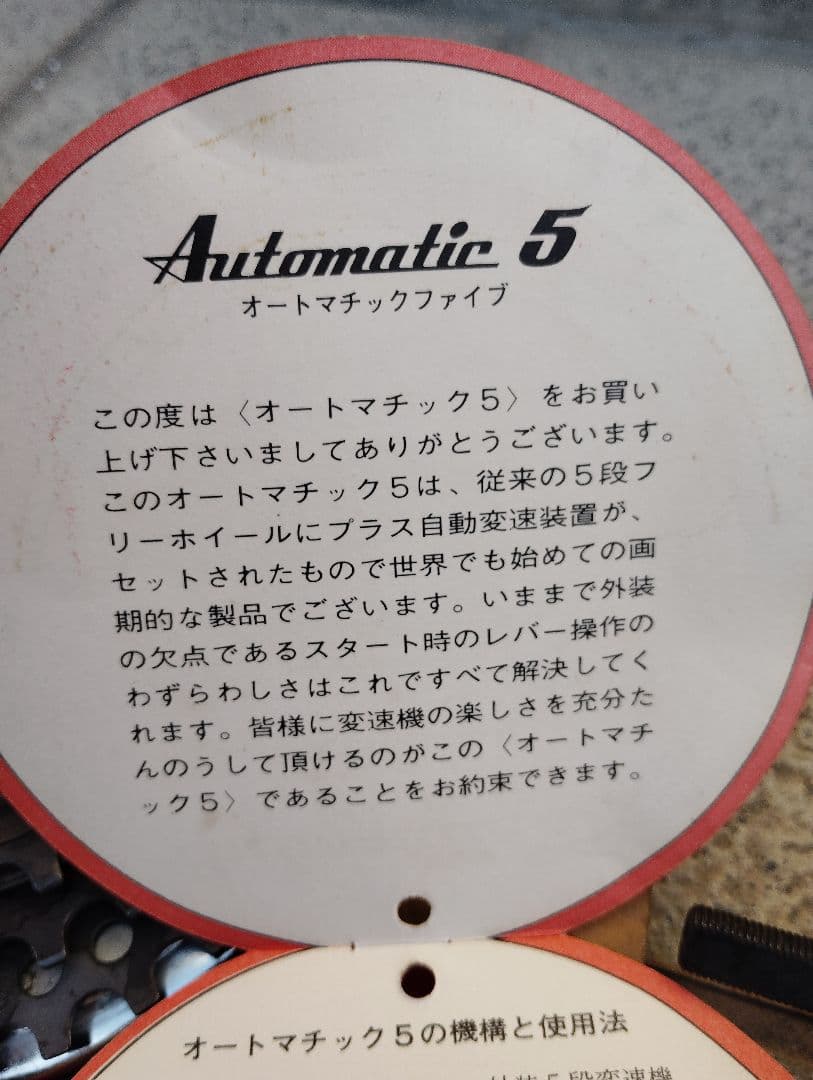 Automatic 5
オートマチックファイブ
この度は〈オートマチック5〉をお買い
上げ下さいましてありがとうございます。
このオートマチック5は、従来の5段フ
リーホイールにプラス自動変速装置が、
セットされたもので世界でも始めての画
期的な製品でございます。いままで外装
の欠点であるスタート時のレバー操作の
わずらわしさはこれですべて解決してく
れます。皆様に変速機の楽しさを充分た
んのうして頂けるのがこの〈オートマチ
ック5〉であることをお約束できます。
オートマチック5の機構と使用法
外装5段変速機